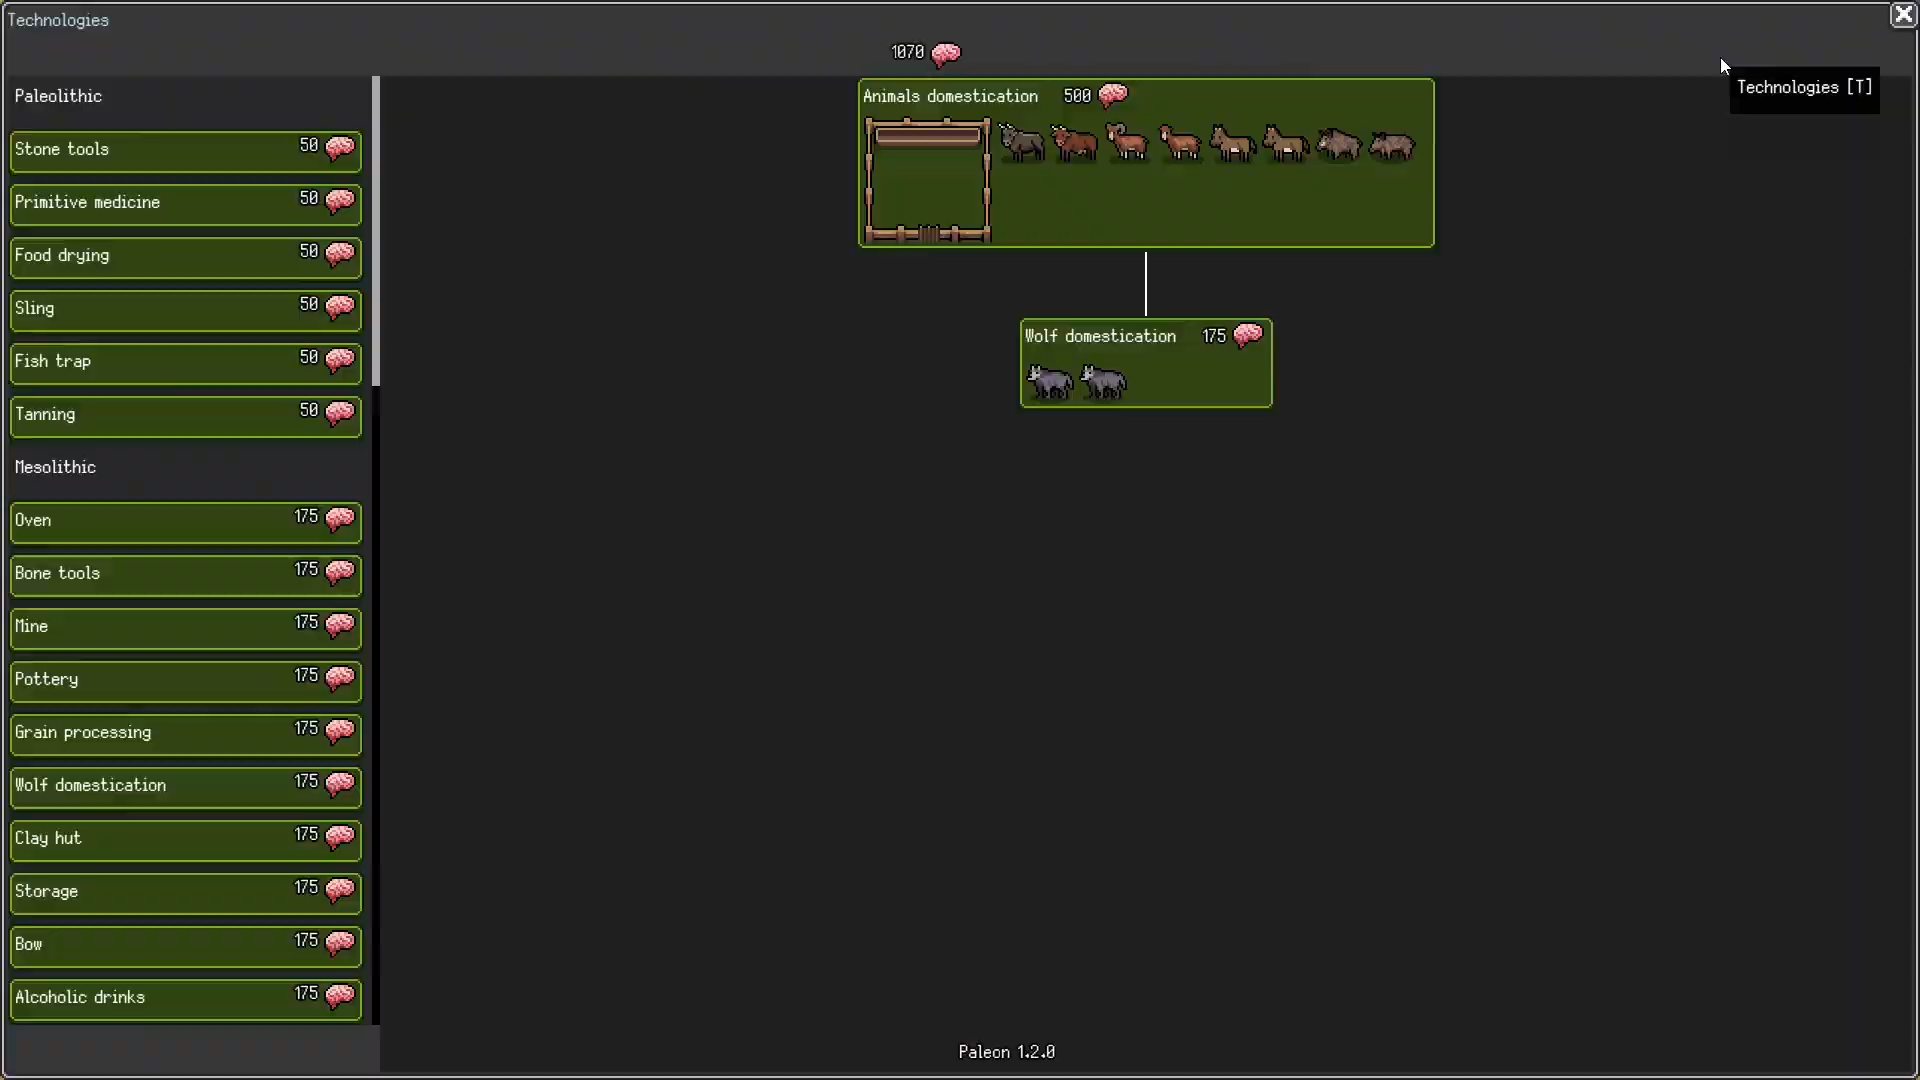 Technologies
1070
Technologies [T]
Paleolithic
Stone tools 50
Primitive medicine 50
Food drying 50
Sling 50
Fish trap 50
Tanning 50
Mesolithic
Oven 175
Bone tools 175
Mine 175
Pottery 175
Grain processing 175
Wolf domestication 175
Clay hut 175
Storage 175
Bow 175
Alcoholic drinks 175
Animals domestication 500
Wolf domestication 175
Paleon 1.2.0